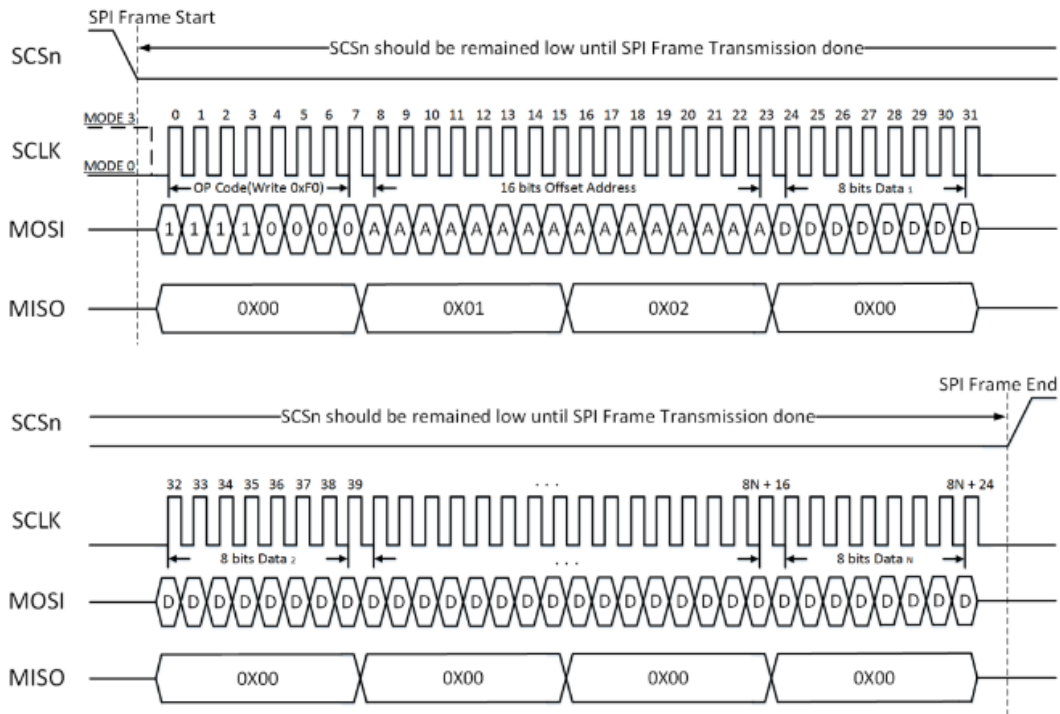 SPI Frame Start
SCSn
SCSn should be remained low until SPI Frame Transmission done
MODE 3
0 1 2 3 4 5 6 7 8 9 10 11 12 13 14 15 16 17 18 19 20 21 22 23 24 25 26 27 28 29 30 31
SCLK
MODE 0
OP Code(Write 0xF0) 16 bits Offset Address 8 bits Data 1
MOSI 1 1 1 1 0 0 0 0 A A A A A A A A A A A A A A A A D D D D D D D D
MISO 0X00 0X01 0X02 0X00
SPI Frame End
SCSn
SCSn should be remained low until SPI Frame Transmission done
32 33 34 35 36 37 38 39 . . . 8N + 16 8N + 24
SCLK
8 bits Data 2 . . . 8 bits Data N
MOSI D D D D D D D D D D D D D D D D D D D D D D D D D D D D D D D D
MISO 0X00 0X00 0X00 0X00